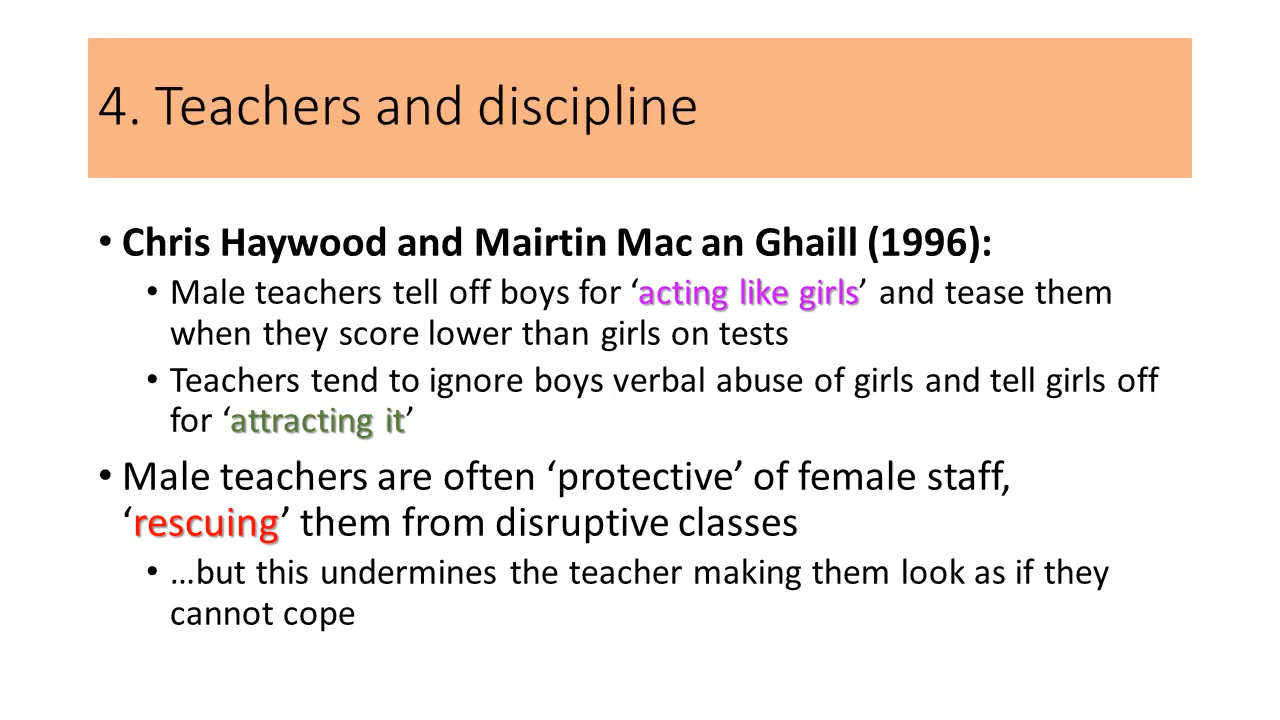 4. Teachers and discipline
• Chris Haywood and Mairtin Mac an Ghaill (1996):
• Male teachers tell off boys for ‘acting like girls’ and tease them
when they score lower than girls on tests
• Teachers tend to ignore boys verbal abuse of girls and tell girls off
for ‘attracting it’
• Male teachers are often ‘protective’ of female staff,
‘rescuing’ them from disruptive classes
• …but this undermines the teacher making them look as if they
cannot cope